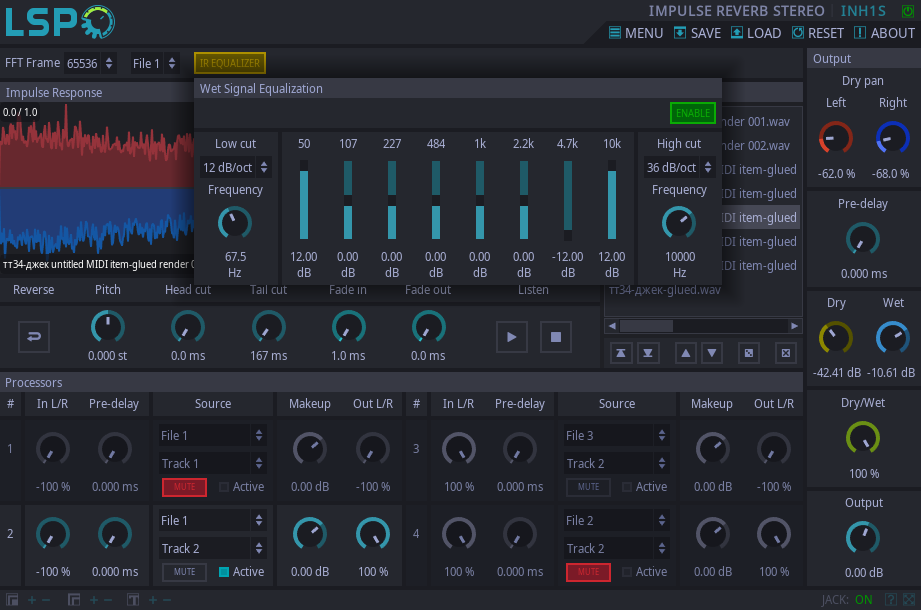 LSP
IMPULSE REVERB STEREO INH1S
MENU SAVE LOAD RESET ABOUT
FFT Frame 65536 File 1 IR EQUALIZER
Output
Dry pan
Left Right
-62.0 % -68.0 %
Pre-delay
0.000 ms
Dry Wet
-42.41 dB -10.61 dB
Dry/Wet
100 %
Output
0.00 dB
Impulse Response
0.0 / 1.0
тт34-джек untitled MIDI item-glued render 0
Wet Signal Equalization
ENABLE
Low cut 50 107 227 484 1k 2.2k 4.7k 10k High cut
12 dB/oct 36 dB/oct
Frequency Frequency
67.5 12.00 0.00 0.00 0.00 0.00 0.00 -12.00 12.00 10000
Hz dB dB dB dB dB dB dB dB Hz
nder 001.wav
nder 002.wav
IDI item-glued
IDI item-glued
IDI item-glued
IDI item-glued
IDI item-glued
тт34-джек-glued.wav
Reverse Pitch Head cut Tail cut Fade in Fade out Listen
0.000 st 0.0 ms 167 ms 1.0 ms 0.0 ms
Processors
# In L/R Pre-delay Source Makeup Out L/R # In L/R Pre-delay Source Makeup Out L/R
1 File 1 3 File 3
Track 1 Track 2
-100 % 0.000 ms MUTE Active 0.00 dB -100 % 100 % 0.000 ms MUTE Active 0.00 dB -100 %
2 File 1 4 File 2
Track 2 Track 2
-100 % 0.000 ms MUTE Active 0.00 dB 100 % 100 % 0.000 ms MUTE Active 0.00 dB 100 %
T JACK: ON ?